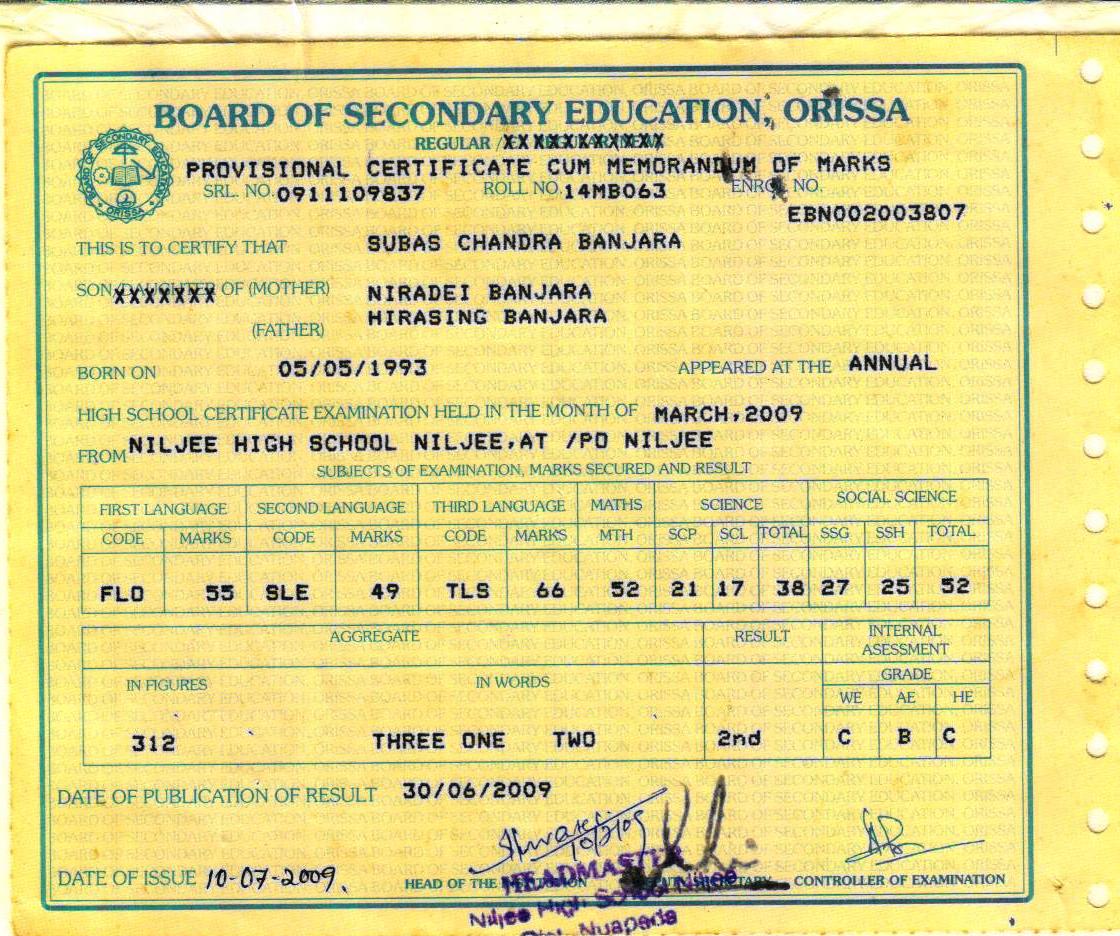 BOARD OF SECONDARY EDUCATION, ORISSA
REGULAR / XXXXXXXXXXXX
PROVISIONAL CERTIFICATE CUM MEMORANDUM OF MARKS
SRL. NO. 0911109837 ROLL NO. 14MB063 ENROL NO.
EBN002003807
THIS IS TO CERTIFY THAT SUBAS CHANDRA BANJARA
SON/DAUGHTER OF (MOTHER) NIRADEI BANJARA
(FATHER) HIRASING BANJARA
BORN ON 05/05/1993 APPEARED AT THE ANNUAL
HIGH SCHOOL CERTIFICATE EXAMINATION HELD IN THE MONTH OF MARCH,2009
FROM NILJEE HIGH SCHOOL NILJEE,AT /PO NILJEE
SUBJECTS OF EXAMINATION, MARKS SECURED AND RESULT
FIRST LANGUAGE SECOND LANGUAGE THIRD LANGUAGE MATHS SCIENCE SOCIAL SCIENCE
CODE MARKS CODE MARKS CODE MARKS MTH SCP SCL TOTAL SSG SSH TOTAL
FLO 55 SLE 49 TLS 66 52 21 17 38 27 25 52
AGGREGATE RESULT INTERNAL ASESSMENT
IN FIGURES IN WORDS GRADE
WE AE HE
312 THREE ONE TWO 2nd C B C
DATE OF PUBLICATION OF RESULT 30/06/2009
DATE OF ISSUE 10-07-2009.
HEAD OF THE CONTROLLER OF EXAMINATION
HEADMASTER
Niljee High School Niljee
Dist. Nuapada